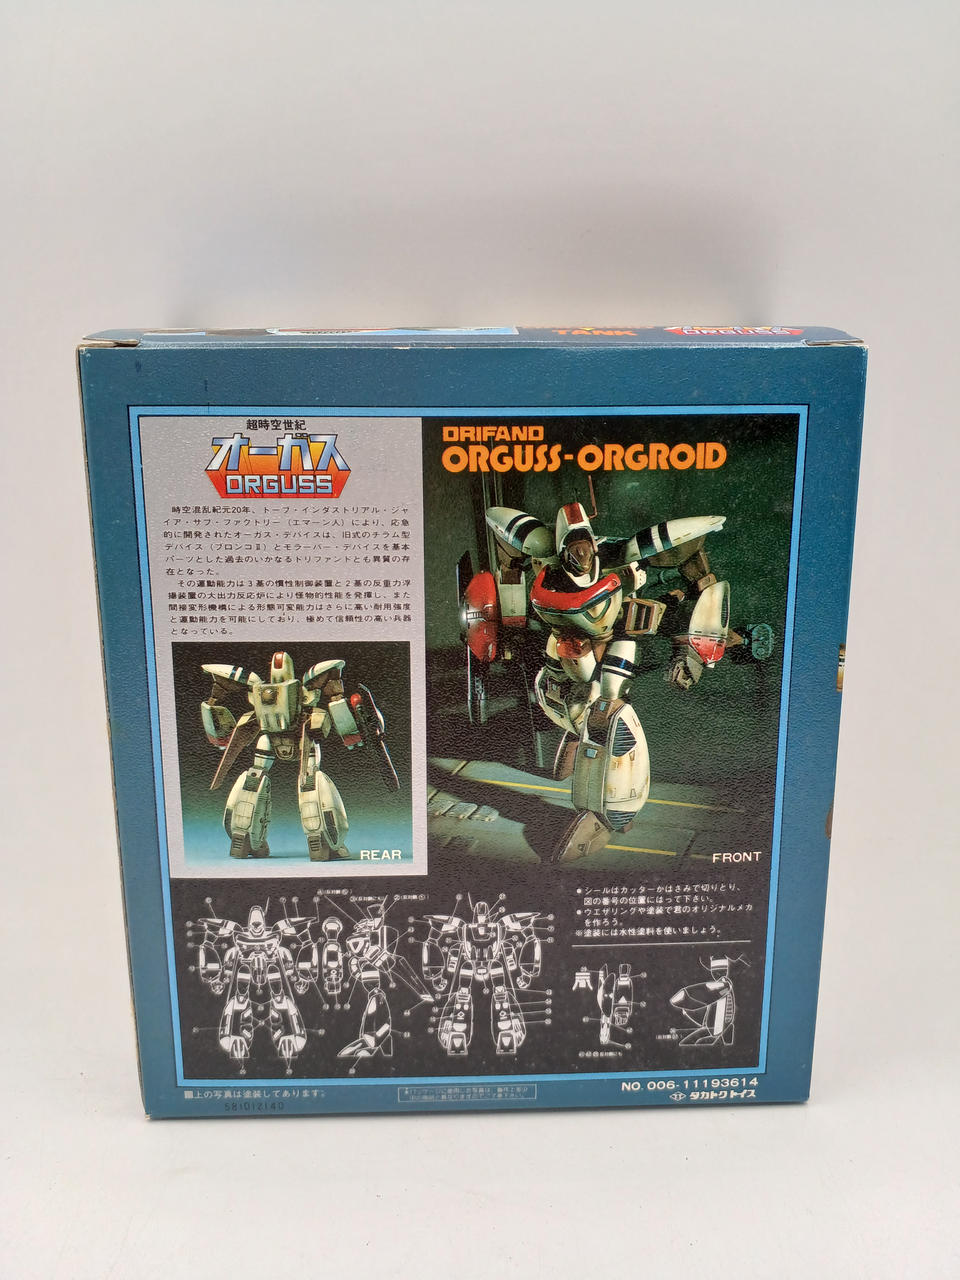 TANK
ORGUSS
超時空世紀
オーガス
ORGUSS
時空混乱紀元20年、トーフ・インダストリアル・ジャ
イア・サブ・ファクトリー(エマーン人)により、応急
的に開発されたオーガス・デバイスは、旧式のチラム型
デバイス(ブロンコⅡ)とモラーバー・デバイスを基本
パーツとした過去のいかなるドリファンドとも異質の存
在となった。
その運動能力は3基の慣性制御装置と2基の反重力浮
揚装置の大出力反応炉により怪物的性能を発揮し、また
間接変形機構による形態可変能力はさらに高い耐用強度
と運動能力を可能にしており、極めて信頼性の高い兵器
となっている。
DRIFAND
ORGUSS-ORGROID
REAR
FRONT
●シールはカッターかはさみで切りとり、
図の番号の位置にはって下さい。
●ウエザリングや塗装で君のオリジナルメカ
を作ろう。
※塗装には水性塗料を使いましょう。
■上の写真は塗装してあります。
581012140
NO. 006-11193614
タカトクトイス